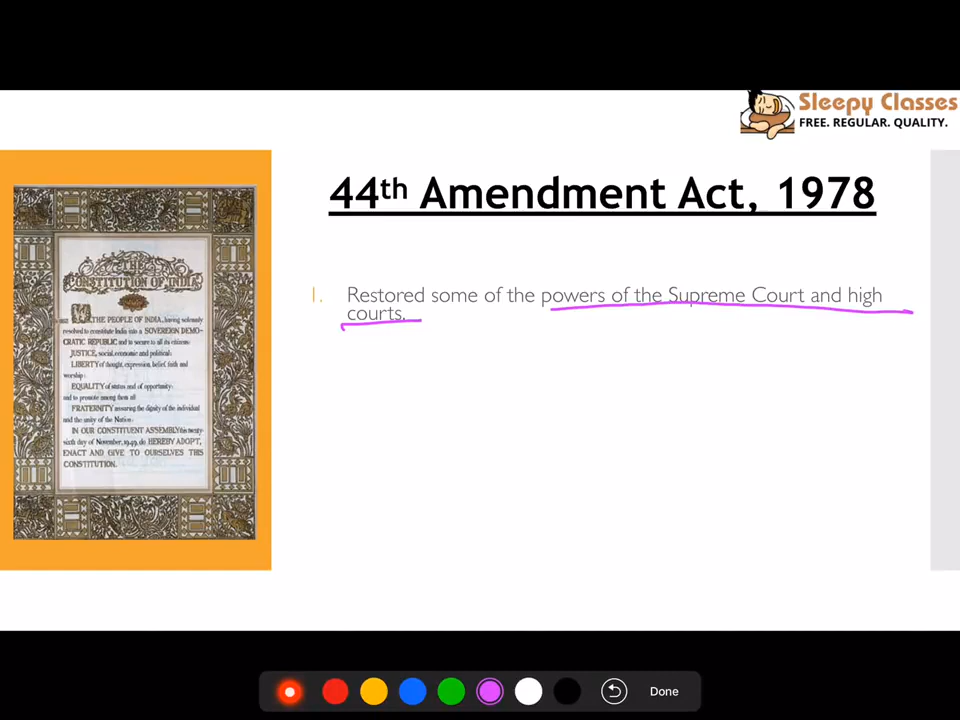 Sleepy Classes
FREE. REGULAR. QUALITY.
44th Amendment Act, 1978
1. Restored some of the powers of the Supreme Court and high
courts.
CONSTITUTION OF INDIA
WE, THE PEOPLE OF INDIA, having solemnly
resolved to constitute India into a SOVEREIGN DEMO-
CRATIC REPUBLIC and to secure to all its citizens:
JUSTICE, social, economic and political;
LIBERTY of thought, expression, belief, faith and
worship;
EQUALITY of status and of opportunity;
and to promote among them all
FRATERNITY assuring the dignity of the individual
and the unity of the Nation;
IN OUR CONSTITUENT ASSEMBLY this twenty-
sixth day of November, 1949, do HEREBY ADOPT,
ENACT AND GIVE TO OURSELVES THIS
CONSTITUTION.
Done